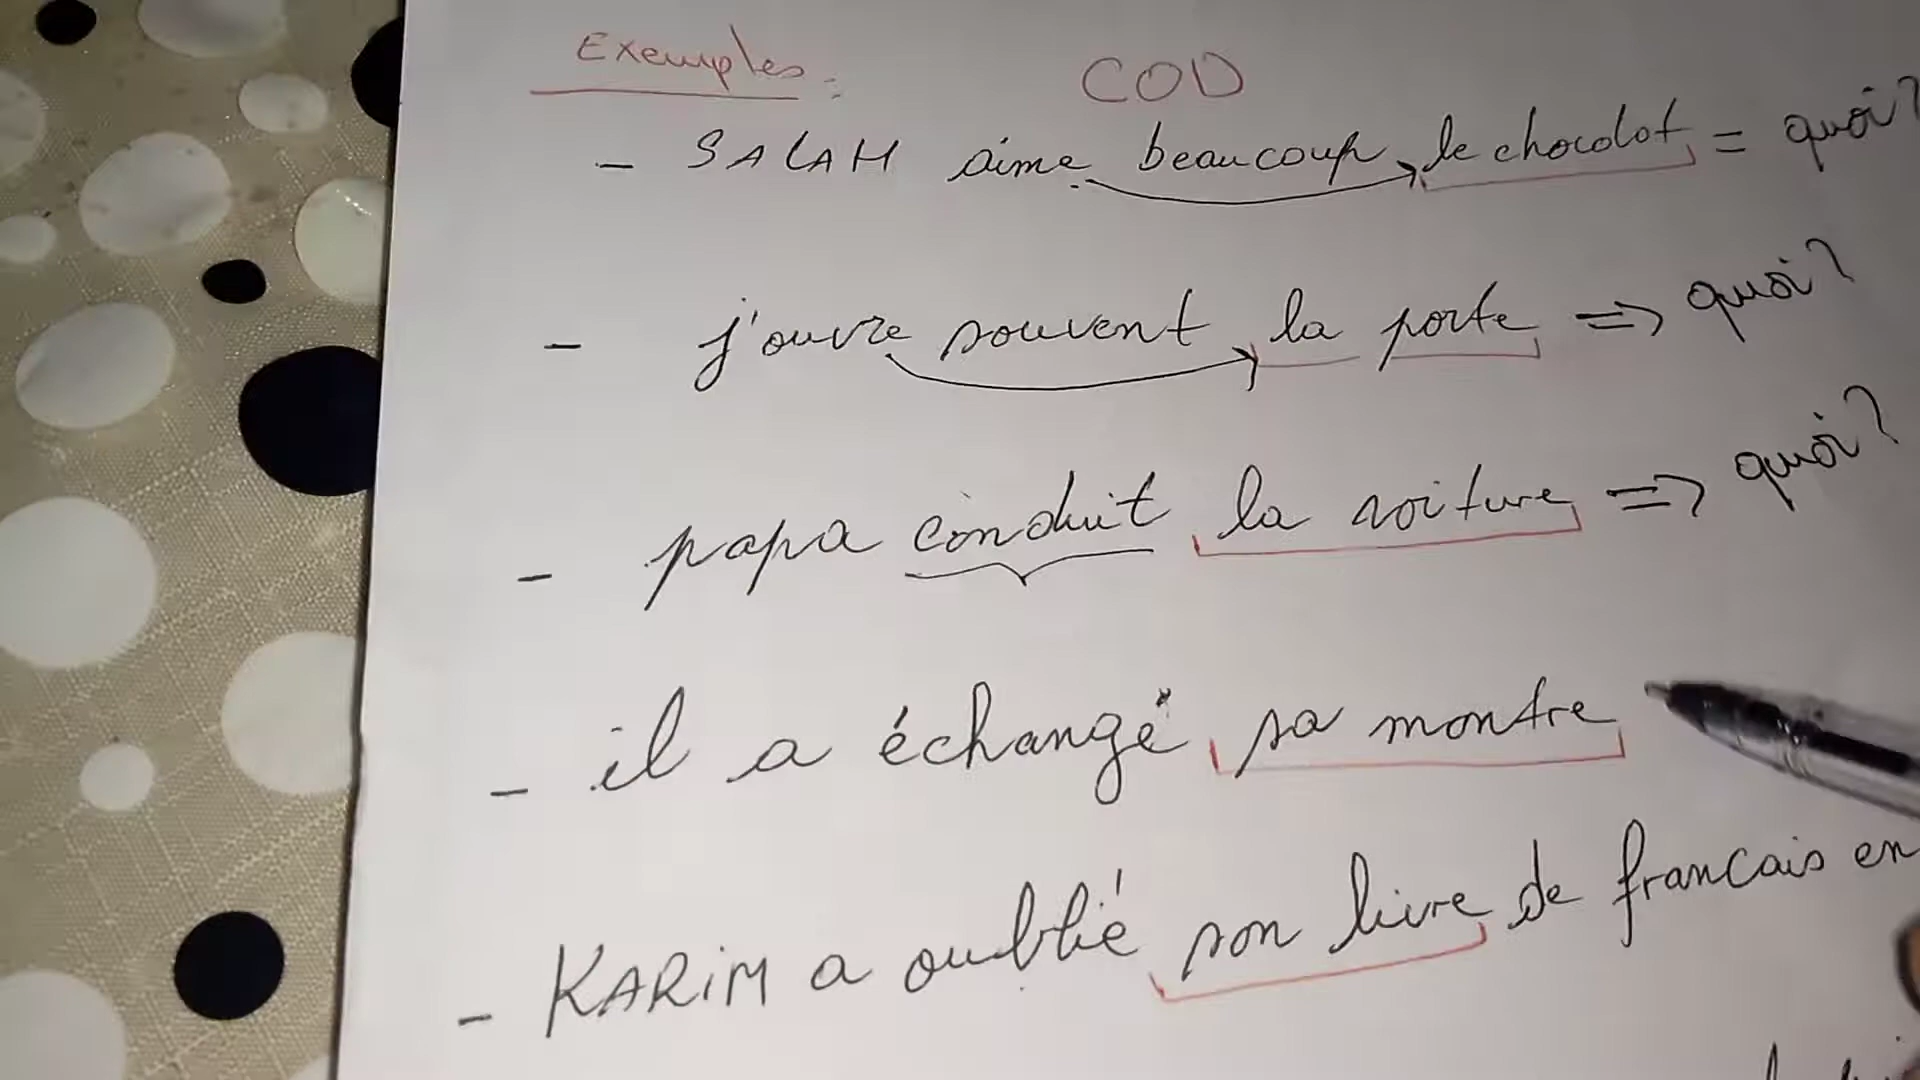 Exemples : COD
- SALAH aime beaucoup le chocolat = quoi?
- j'ouvre souvent la porte => quoi?
- papa conduit la voiture => quoi?
- il a échangé sa montre
- KARiM a oublié son livre de francais en